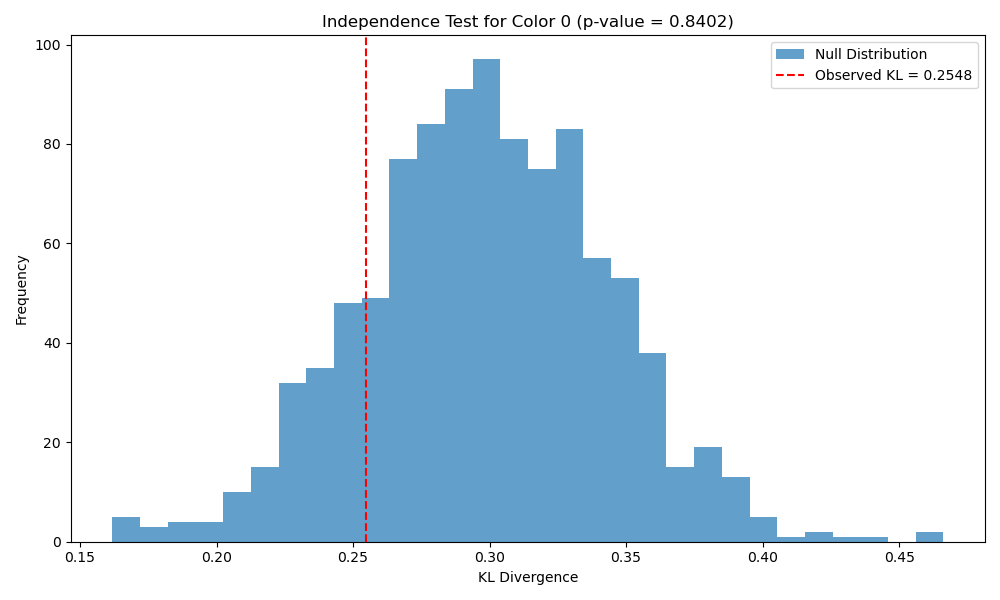 Independence Test for Color 0 (p-value = 0.8402)
Null Distribution
Observed KL = 0.2548
Frequency
100
80
60
40
20
0
0.15 0.20 0.25 0.30 0.35 0.40 0.45
KL Divergence